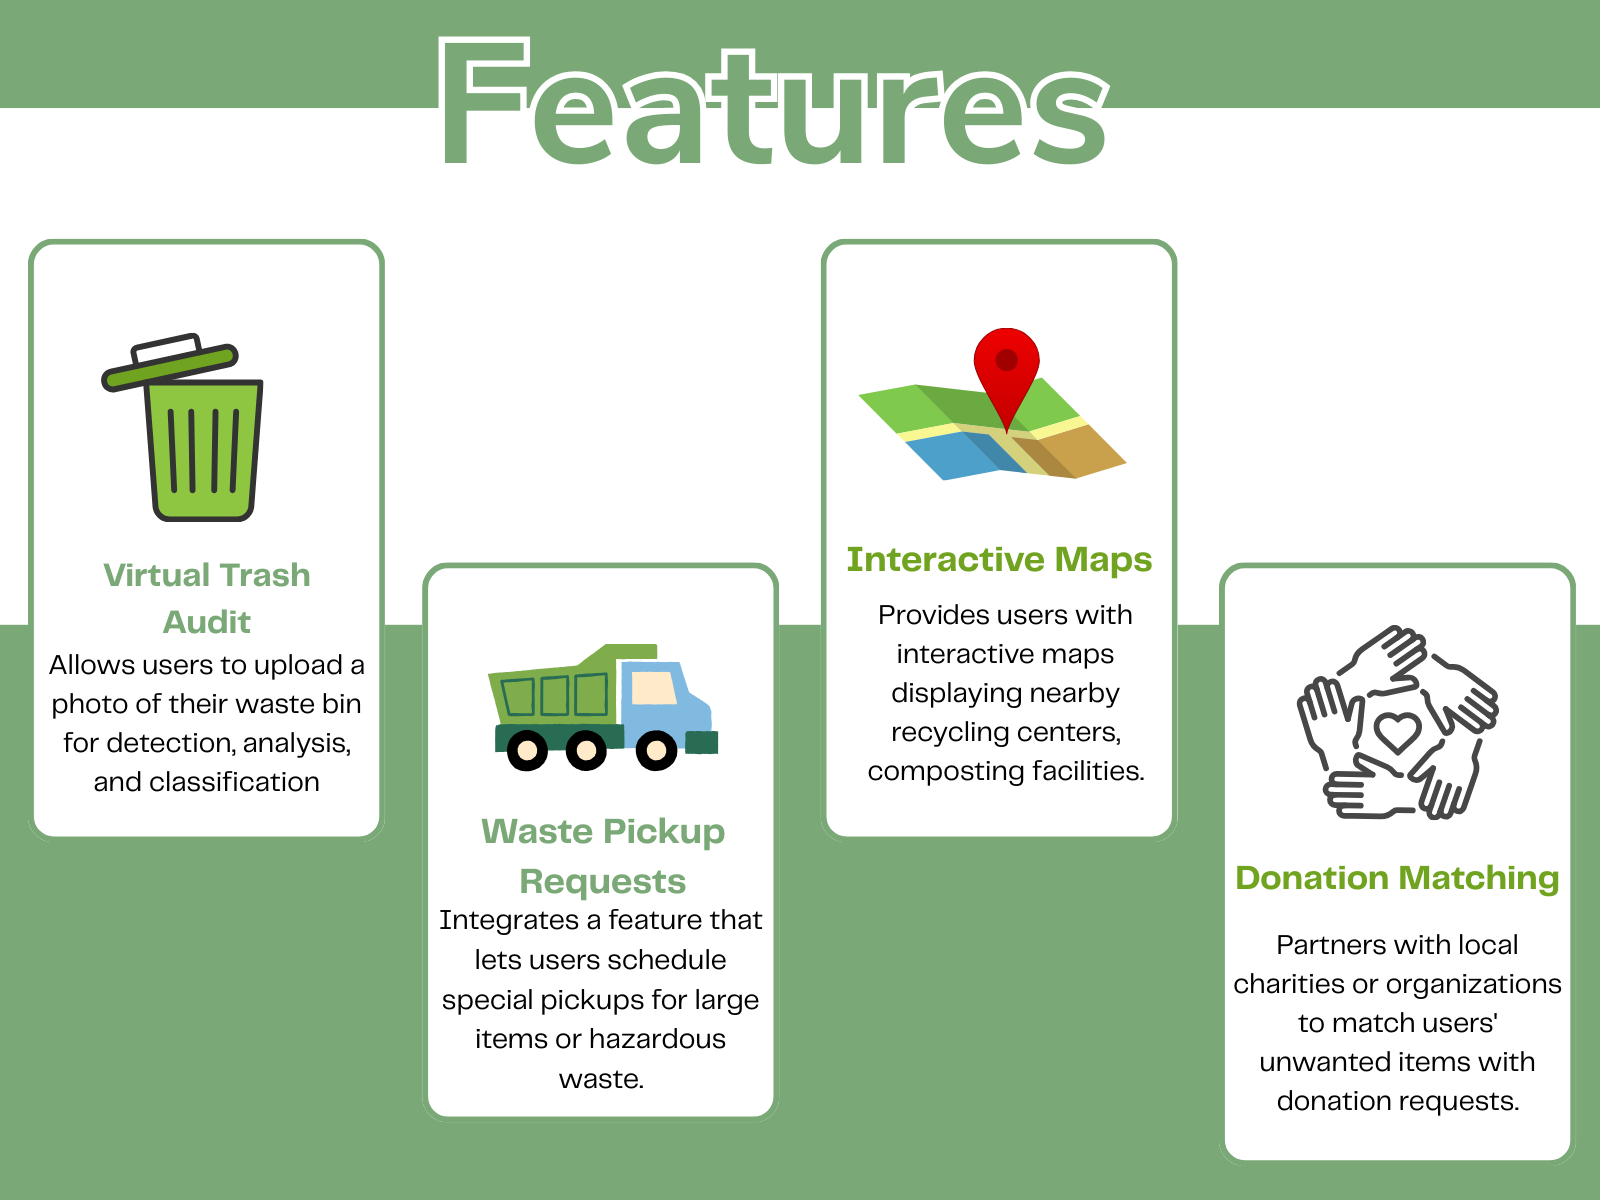 Features
Virtual Trash
Audit
Allows users to upload a
photo of their waste bin
for detection, analysis,
and classification
Waste Pickup
Requests
Integrates a feature that
lets users schedule
special pickups for large
items or hazardous
waste.
Interactive Maps
Provides users with
interactive maps
displaying nearby
recycling centers,
composting facilities.
Donation Matching
Partners with local
charities or organizations
to match users'
unwanted items with
donation requests.